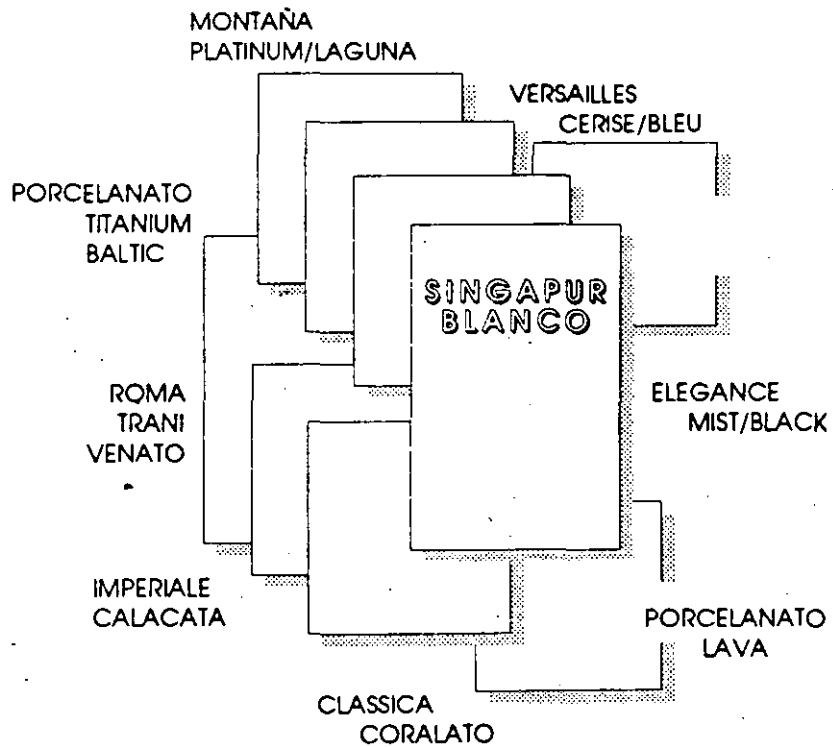 MONTAÑA
PLATINUM/LAGUNA
VERSAILLES
CERISE/BLEU
PORCELANATO
TITANIUM
BALTIC
SINGAPUR
BLANCO
ROMA
TRANI
VENATO
ELEGANCE
MIST/BLACK
IMPERIALE
CALACATA
PORCELANATO
LAVA
CLASSICA
CORALATO